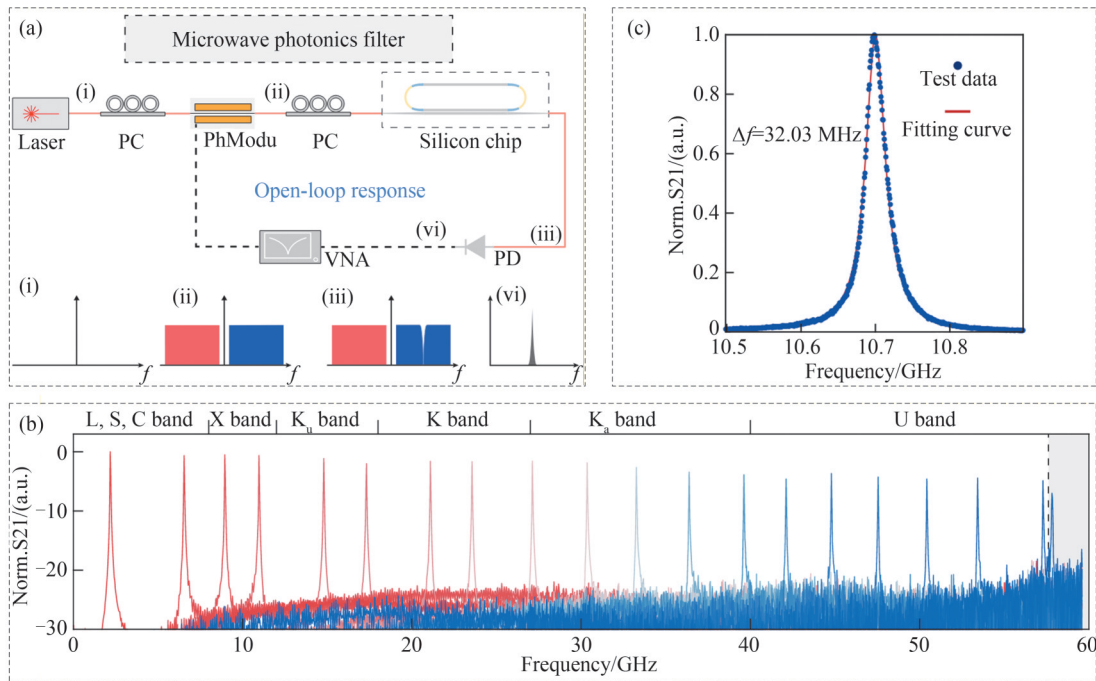 (a)
Microwave photonics filter
(i)
(ii)
Laser
PC
PhModu
PC
Silicon chip
Open-loop response
(vi)
(iii)
VNA
PD
(i)
(ii)
(iii)
(vi)
f
f
f
f
(c)
1.0
0.8
0.6
0.4
0.2
0
Norm.S21/(a.u.)
Test data
Fitting curve
Δf=32.03 MHz
10.5
10.6
10.7
10.8
Frequency/GHz
(b)
L, S, C band
X band
Ku band
K band
Ka band
U band
0
−10
−20
−30
Norm.S21/(a.u.)
0
10
20
30
40
50
60
Frequency/GHz